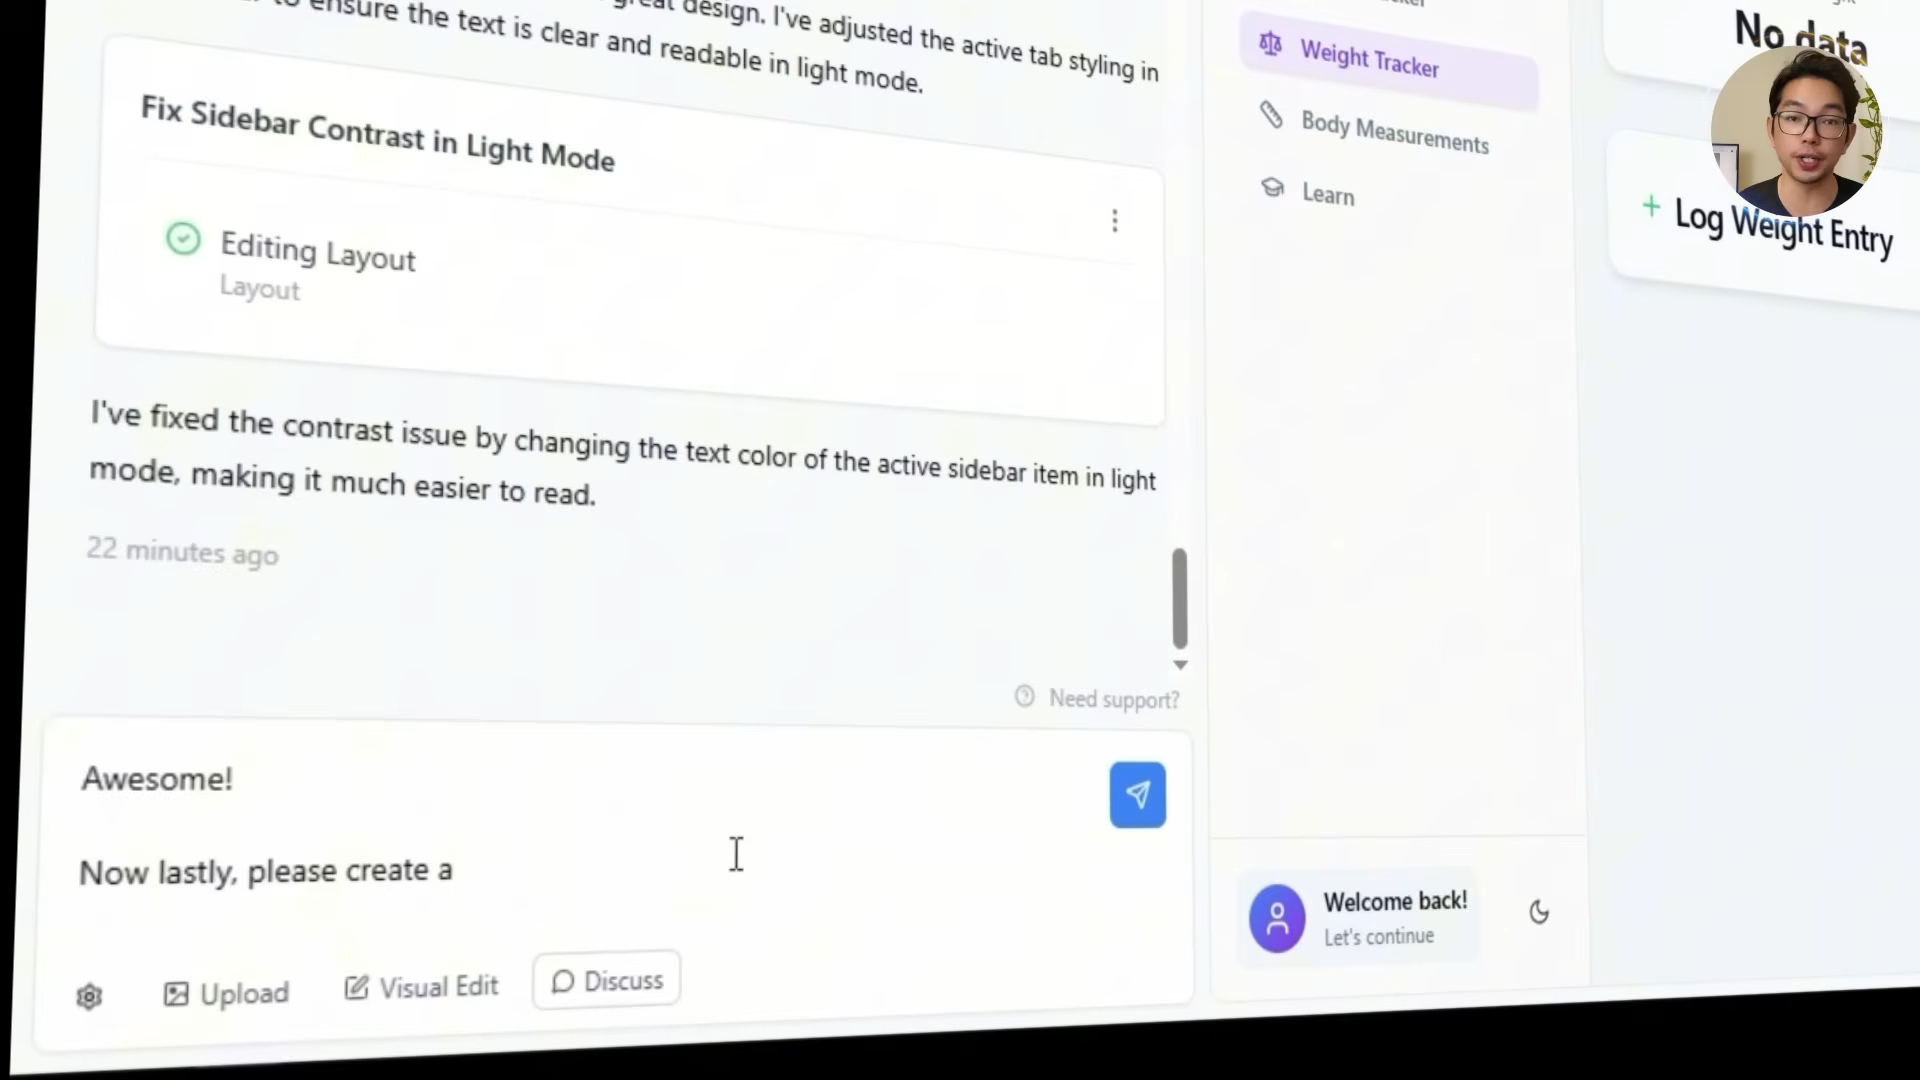 great design. I've adjusted the active tab styling in
to ensure the text is clear and readable in light mode.
Fix Sidebar Contrast in Light Mode
Editing Layout
Layout
I've fixed the contrast issue by changing the text color of the active sidebar item in light
mode, making it much easier to read.
22 minutes ago
Need support?
Awesome!
Now lastly, please create a
Upload
Visual Edit
Discuss
Weight Tracker
Body Measurements
Learn
Welcome back!
Let's continue
No data
+ Log Weight Entry